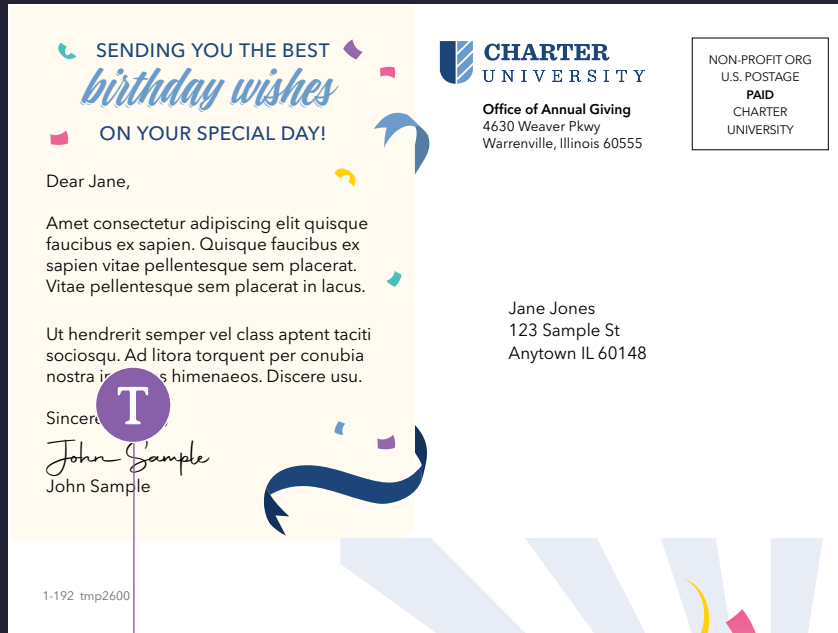 SENDING YOU THE BEST
birthday wishes
ON YOUR SPECIAL DAY!
Dear Jane,
Amet consectetur adipiscing elit quisque
faucibus ex sapien. Quisque faucibus ex
sapien vitae pellentesque sem placerat.
Vitae pellentesque sem placerat in lacus.
Ut hendrerit semper vel class aptent taciti
sociosqu. Ad litora torquent per conubia
nostra himenaeos. Discere usu.
T
John Sample
John Sample
1-192 tmp2600
CHARTER
UNIVERSITY
Office of Annual Giving
4630 Weaver Pkwy
Warrenville, Illinois 60555
NON-PROFIT ORG
U.S. POSTAGE
PAID
CHARTER
UNIVERSITY
Jane Jones
123 Sample St
Anytown IL 60148